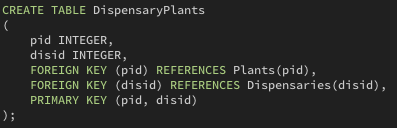 CREATE TABLE DispensaryPlants
(
    pid INTEGER,
    disid INTEGER,
    FOREIGN KEY (pid) REFERENCES Plants(pid),
    FOREIGN KEY (disid) REFERENCES Dispensaries(disid),
    PRIMARY KEY (pid, disid)
);